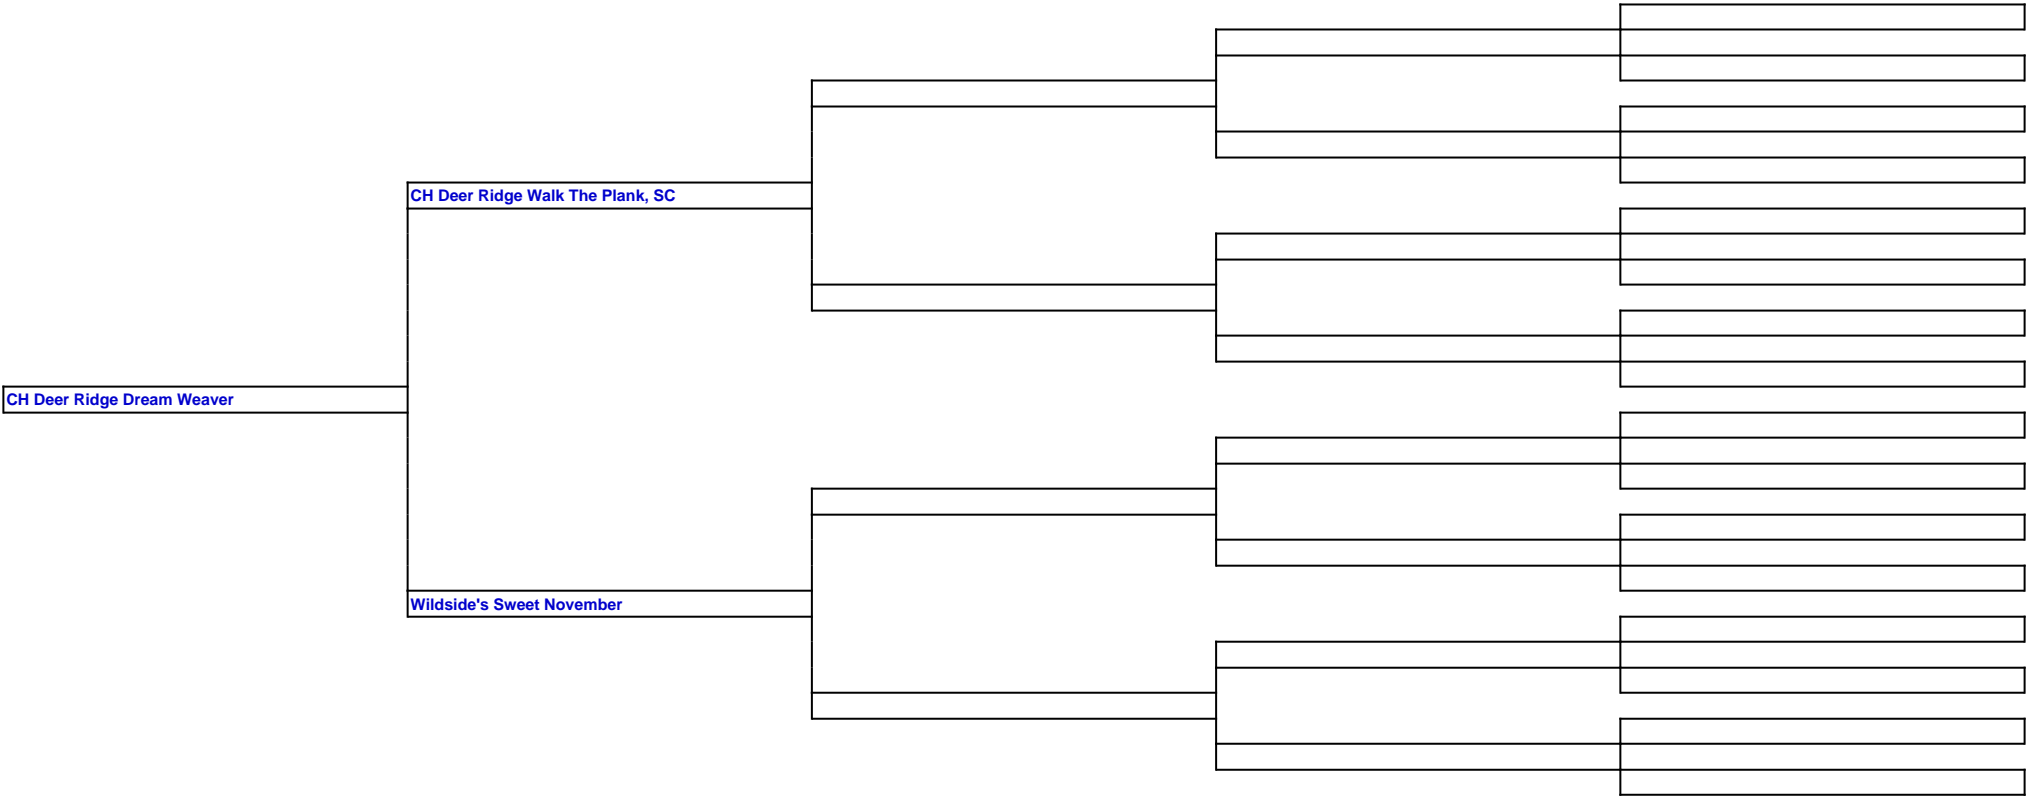 CH Deer Ridge Walk The Plank, SC
CH Deer Ridge Dream Weaver
Wildside's Sweet November